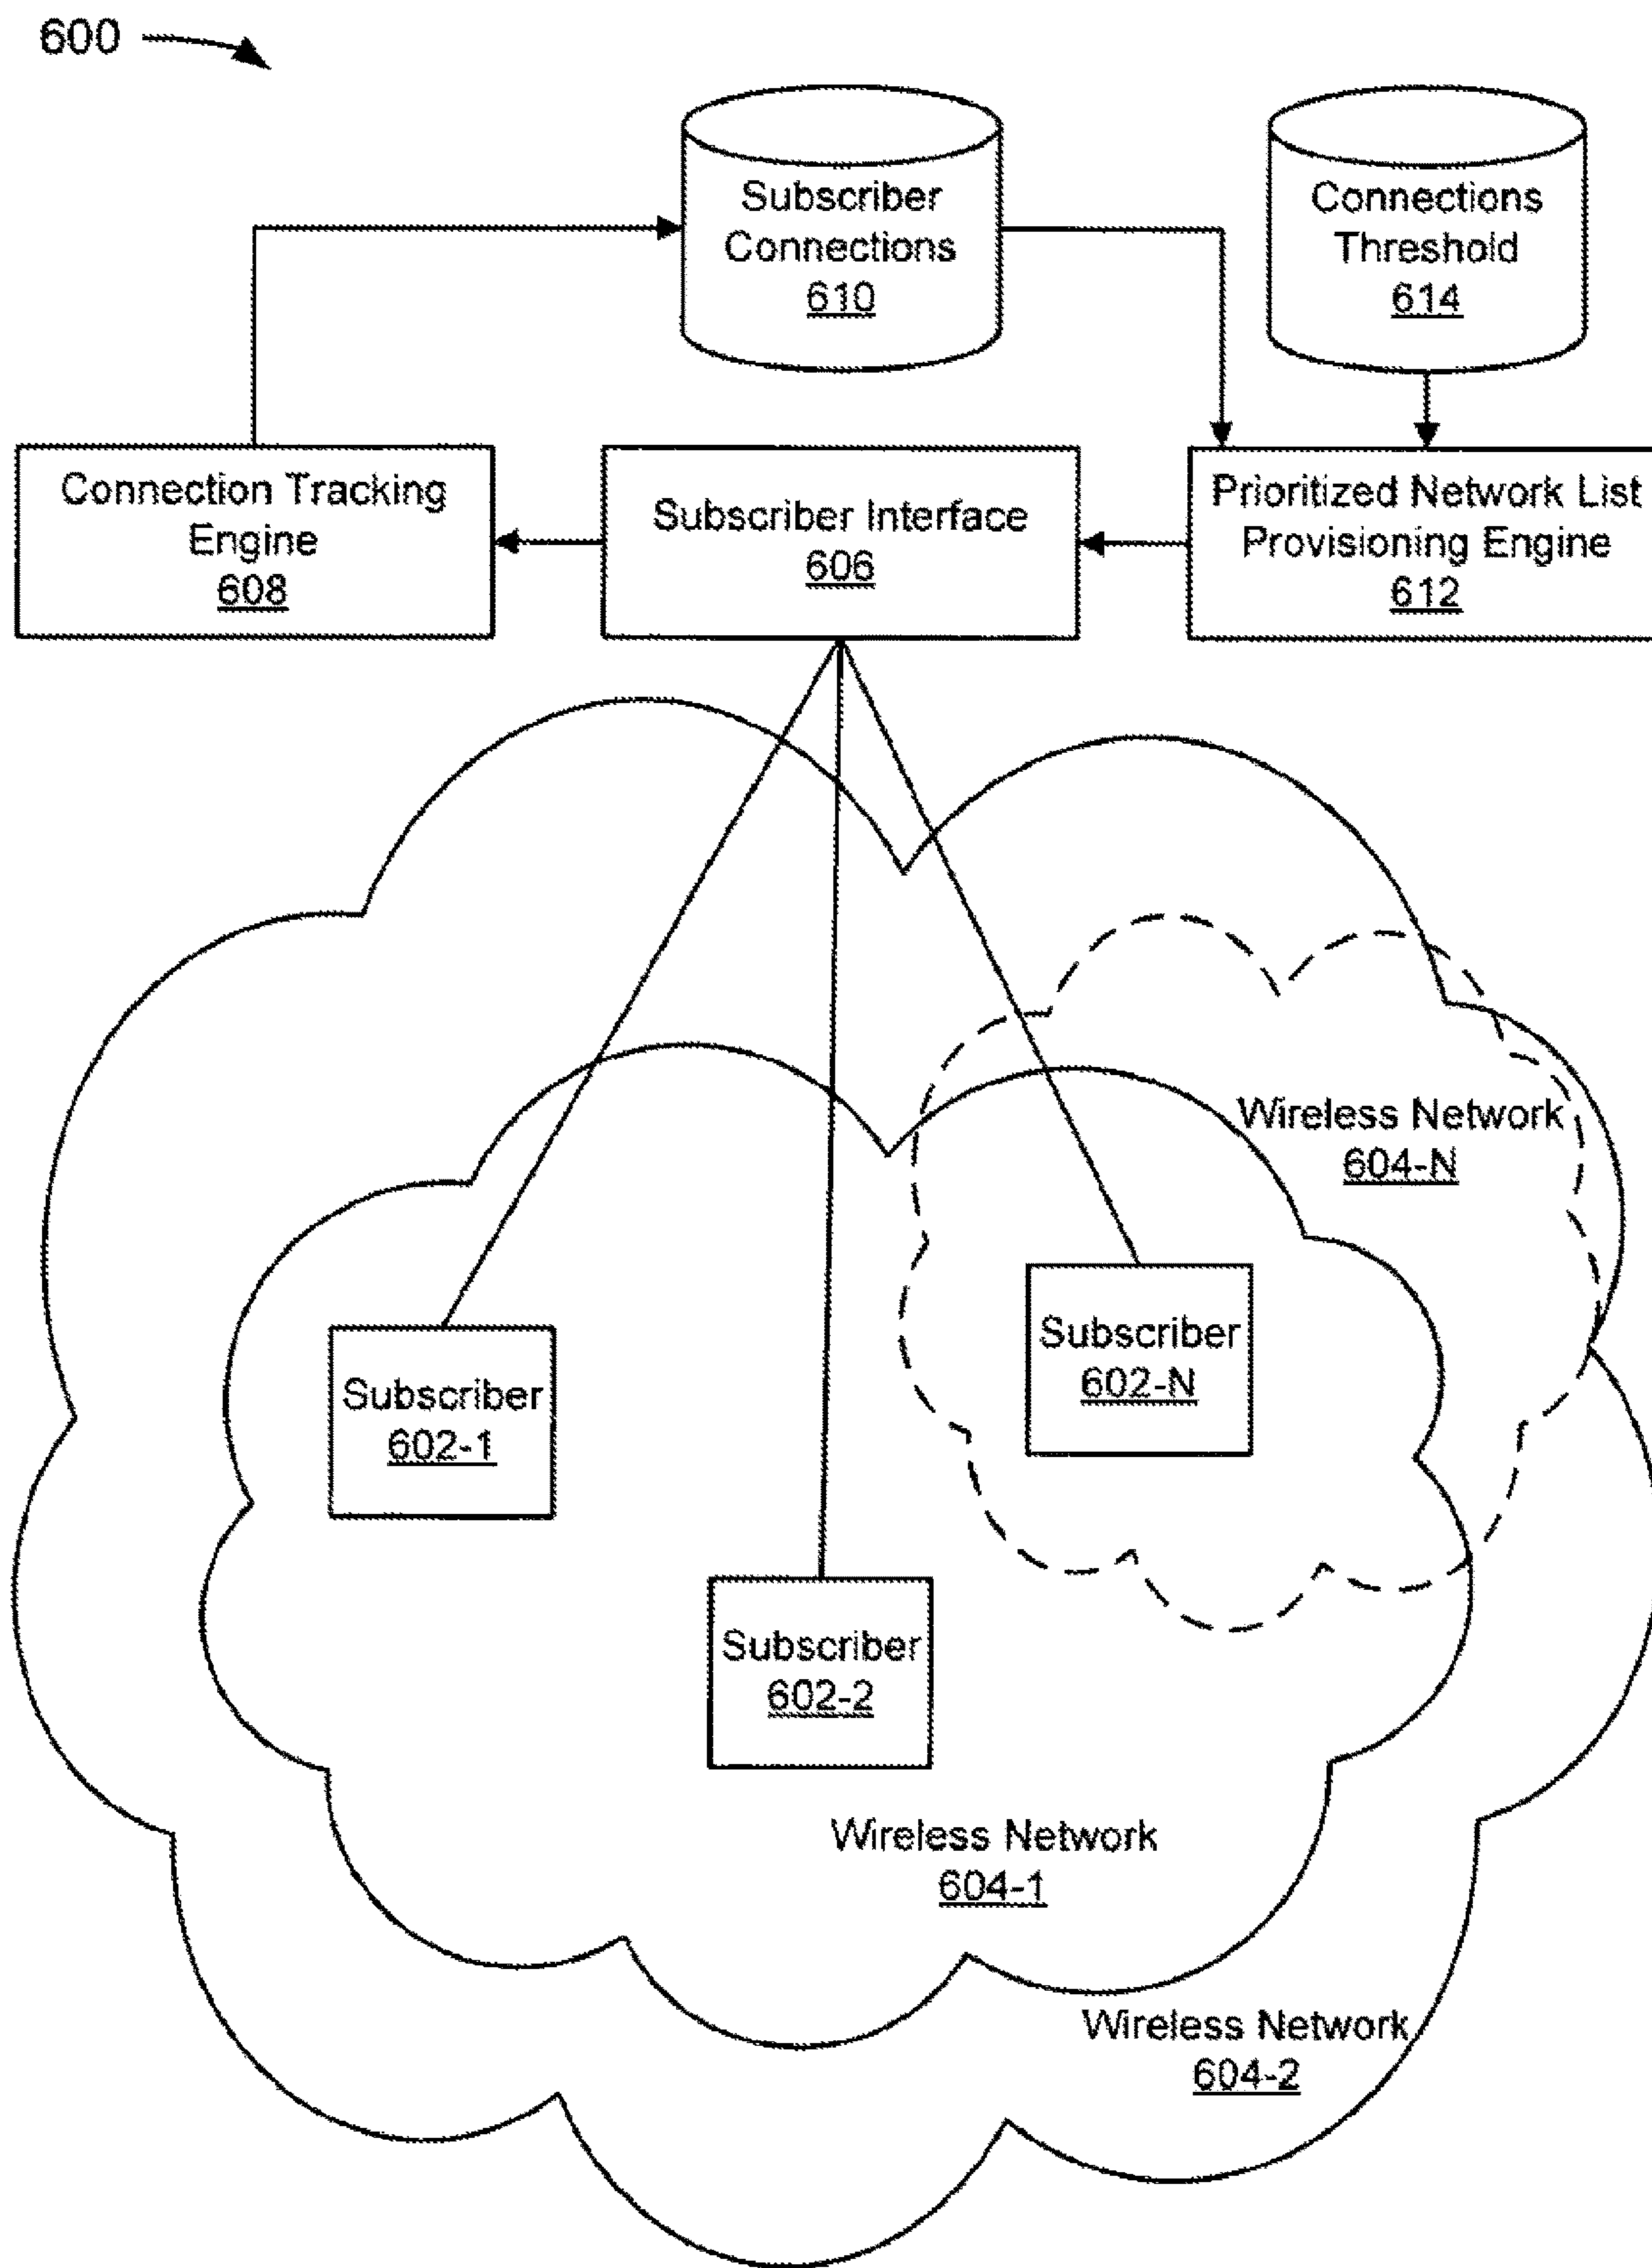 600
Subscriber
Connections
610
Connections
Threshold
614
Connection Tracking
Engine
608
Subscriber Interface
606
Prioritized Network List
Provisioning Engine
612
Wireless Network
604-N
Subscriber
602-N
Subscriber
602-1
Subscriber
602-2
Wireless Network
604-1
Wireless Network
604-2